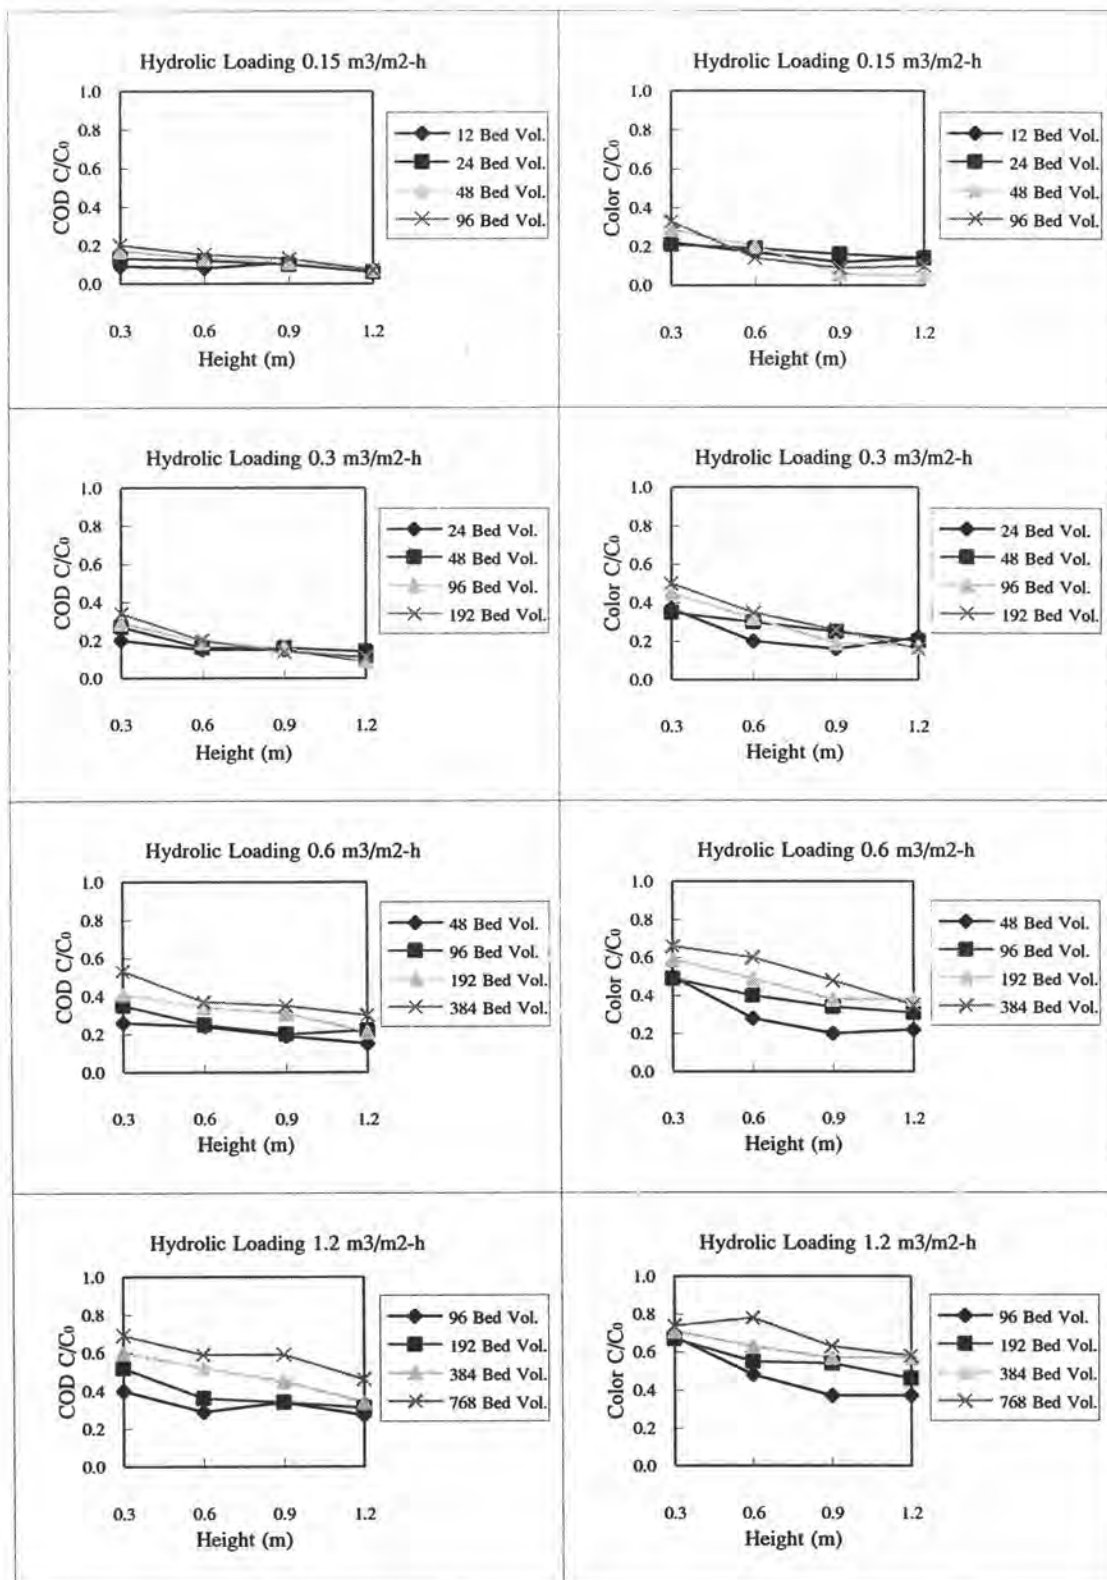 Hydrolic Loading 0.15 m3/m2-h
1.0
0.8
0.6
0.4
0.2
0.0
COD C/C0
12 Bed Vol.
24 Bed Vol.
48 Bed Vol.
96 Bed Vol.
0.3 0.6 0.9 1.2
Height (m)
Hydrolic Loading 0.15 m3/m2-h
1.0
0.8
0.6
0.4
0.2
0.0
Color C/C0
12 Bed Vol.
24 Bed Vol.
48 Bed Vol.
96 Bed Vol.
0.3 0.6 0.9 1.2
Height (m)
Hydrolic Loading 0.3 m3/m2-h
1.0
0.8
0.6
0.4
0.2
0.0
COD C/C0
24 Bed Vol.
48 Bed Vol.
96 Bed Vol.
192 Bed Vol.
0.3 0.6 0.9 1.2
Height (m)
Hydrolic Loading 0.3 m3/m2-h
1.0
0.8
0.6
0.4
0.2
0.0
Color C/C0
24 Bed Vol.
48 Bed Vol.
96 Bed Vol.
192 Bed Vol.
0.3 0.6 0.9 1.2
Height (m)
Hydrolic Loading 0.6 m3/m2-h
1.0
0.8
0.6
0.4
0.2
0.0
COD C/C0
48 Bed Vol.
96 Bed Vol.
192 Bed Vol.
384 Bed Vol.
0.3 0.6 0.9 1.2
Height (m)
Hydrolic Loading 0.6 m3/m2-h
1.0
0.8
0.6
0.4
0.2
0.0
Color C/C0
48 Bed Vol.
96 Bed Vol.
192 Bed Vol.
384 Bed Vol.
0.3 0.6 0.9 1.2
Height (m)
Hydrolic Loading 1.2 m3/m2-h
1.0
0.8
0.6
0.4
0.2
0.0
COD C/C0
96 Bed Vol.
192 Bed Vol.
384 Bed Vol.
768 Bed Vol.
0.3 0.6 0.9 1.2
Height (m)
Hydrolic Loading 1.2 m3/m2-h
1.0
0.8
0.6
0.4
0.2
0.0
Color C/C0
96 Bed Vol.
192 Bed Vol.
384 Bed Vol.
768 Bed Vol.
0.3 0.6 0.9 1.2
Height (m)